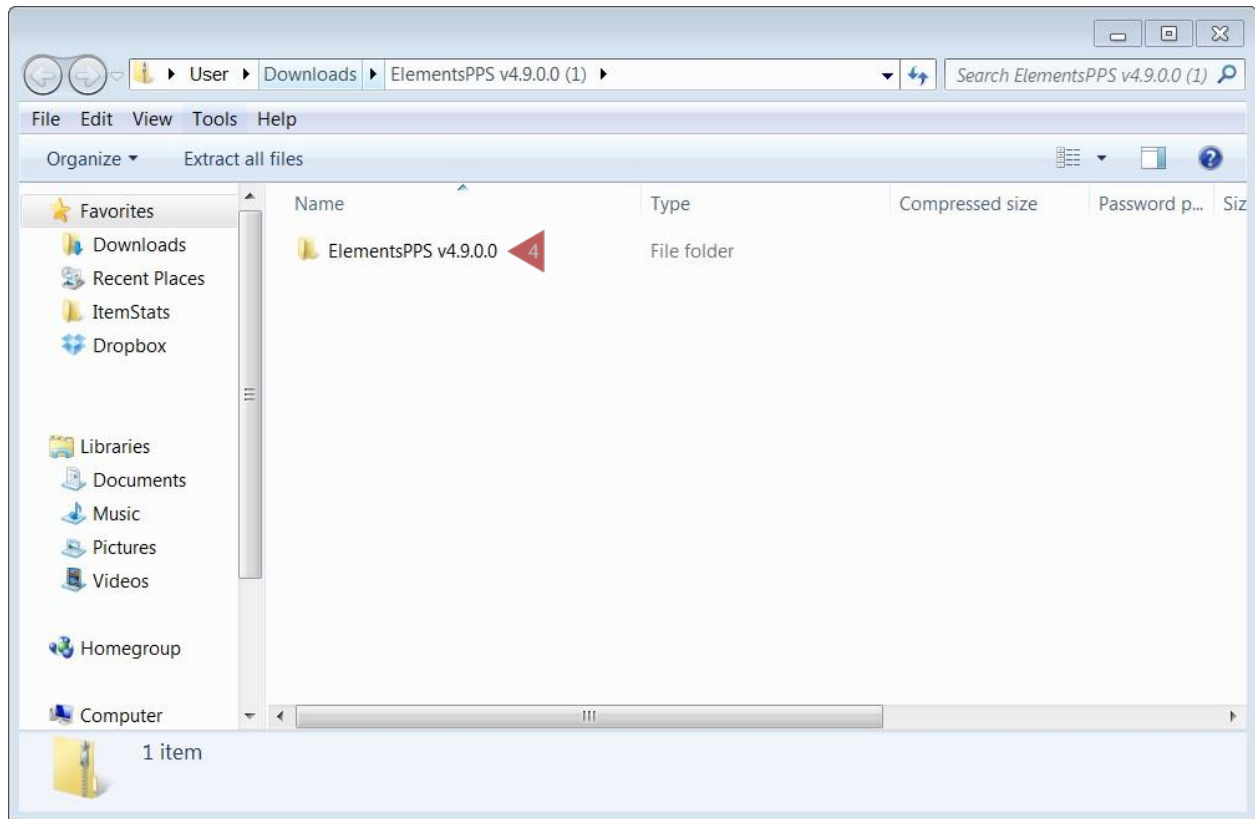 User Downloads ElementsPPS v4.9.0.0 (1) Search ElementsPPS v4.9.0.0 (1)
File Edit View Tools Help
Organize Extract all files
Favorites
Downloads
Recent Places
ItemStats
Dropbox
Libraries
Documents
Music
Pictures
Videos
Homegroup
Computer
Name Type Compressed size Password p... Siz
ElementsPPS v4.9.0.0 4 File folder
1 item